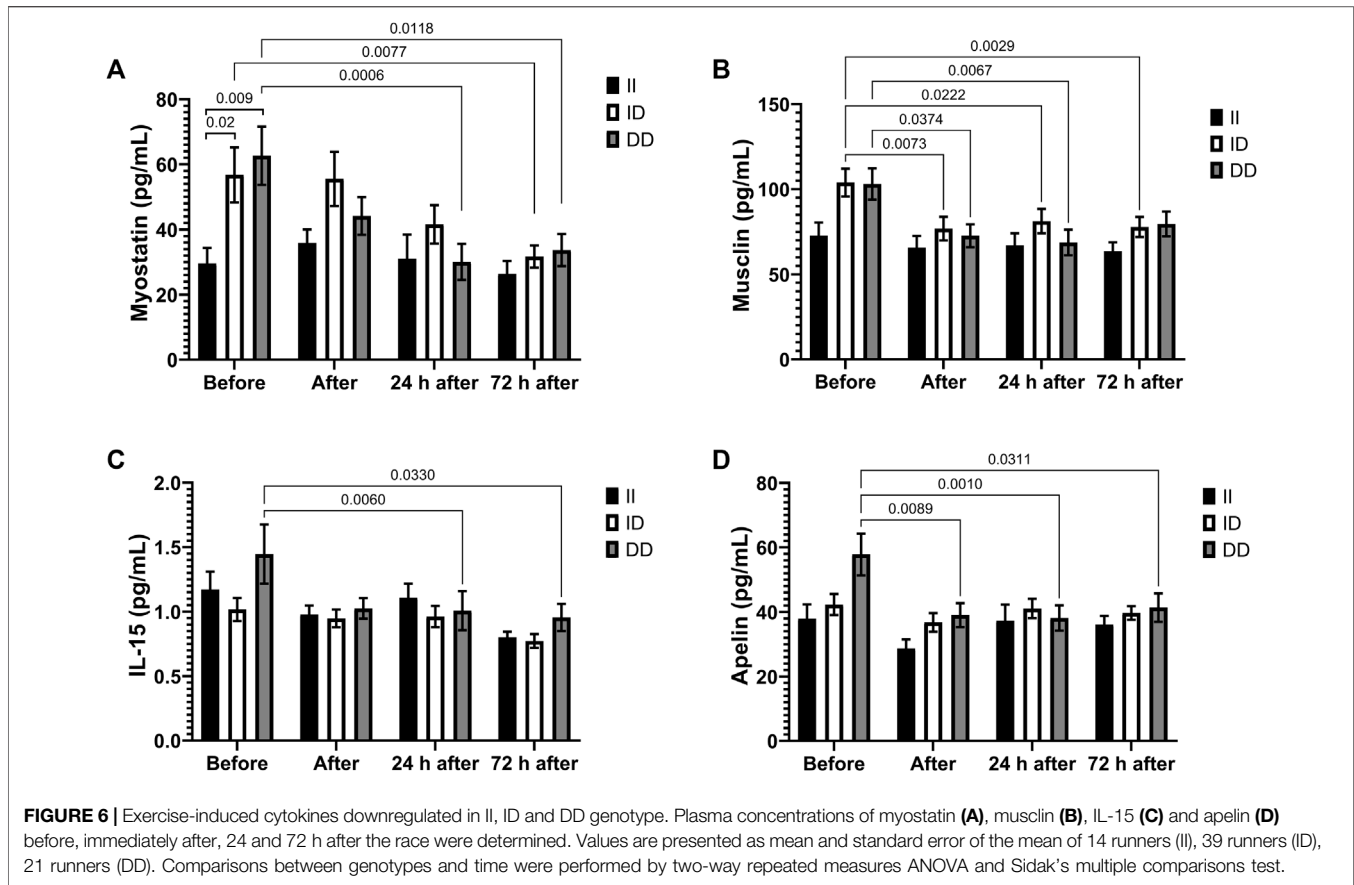 A
0.0118
0.0077
0.0006
0.009
0.02
II
ID
DD
Myostatin (pg/mL)
80
60
40
20
0
Before After 24 h after 72 h after
B
0.0029
0.0067
0.0222
0.0374
0.0073
II
ID
DD
Musclin (pg/mL)
150
100
50
0
Before After 24 h after 72 h after
C
0.0330
0.0060
II
ID
DD
IL-15 (pg/mL)
2.0
1.5
1.0
0.5
0.0
Before After 24 h after 72 h after
D
0.0311
0.0010
0.0089
II
ID
DD
Apelin (pg/mL)
80
60
40
20
0
Before After 24 h after 72 h after
FIGURE 6 | Exercise-induced cytokines downregulated in II, ID and DD genotype. Plasma concentrations of myostatin (A), musclin (B), IL-15 (C) and apelin (D)
before, immediately after, 24 and 72 h after the race were determined. Values are presented as mean and standard error of the mean of 14 runners (II), 39 runners (ID),
21 runners (DD). Comparisons between genotypes and time were performed by two-way repeated measures ANOVA and Sidak's multiple comparisons test.